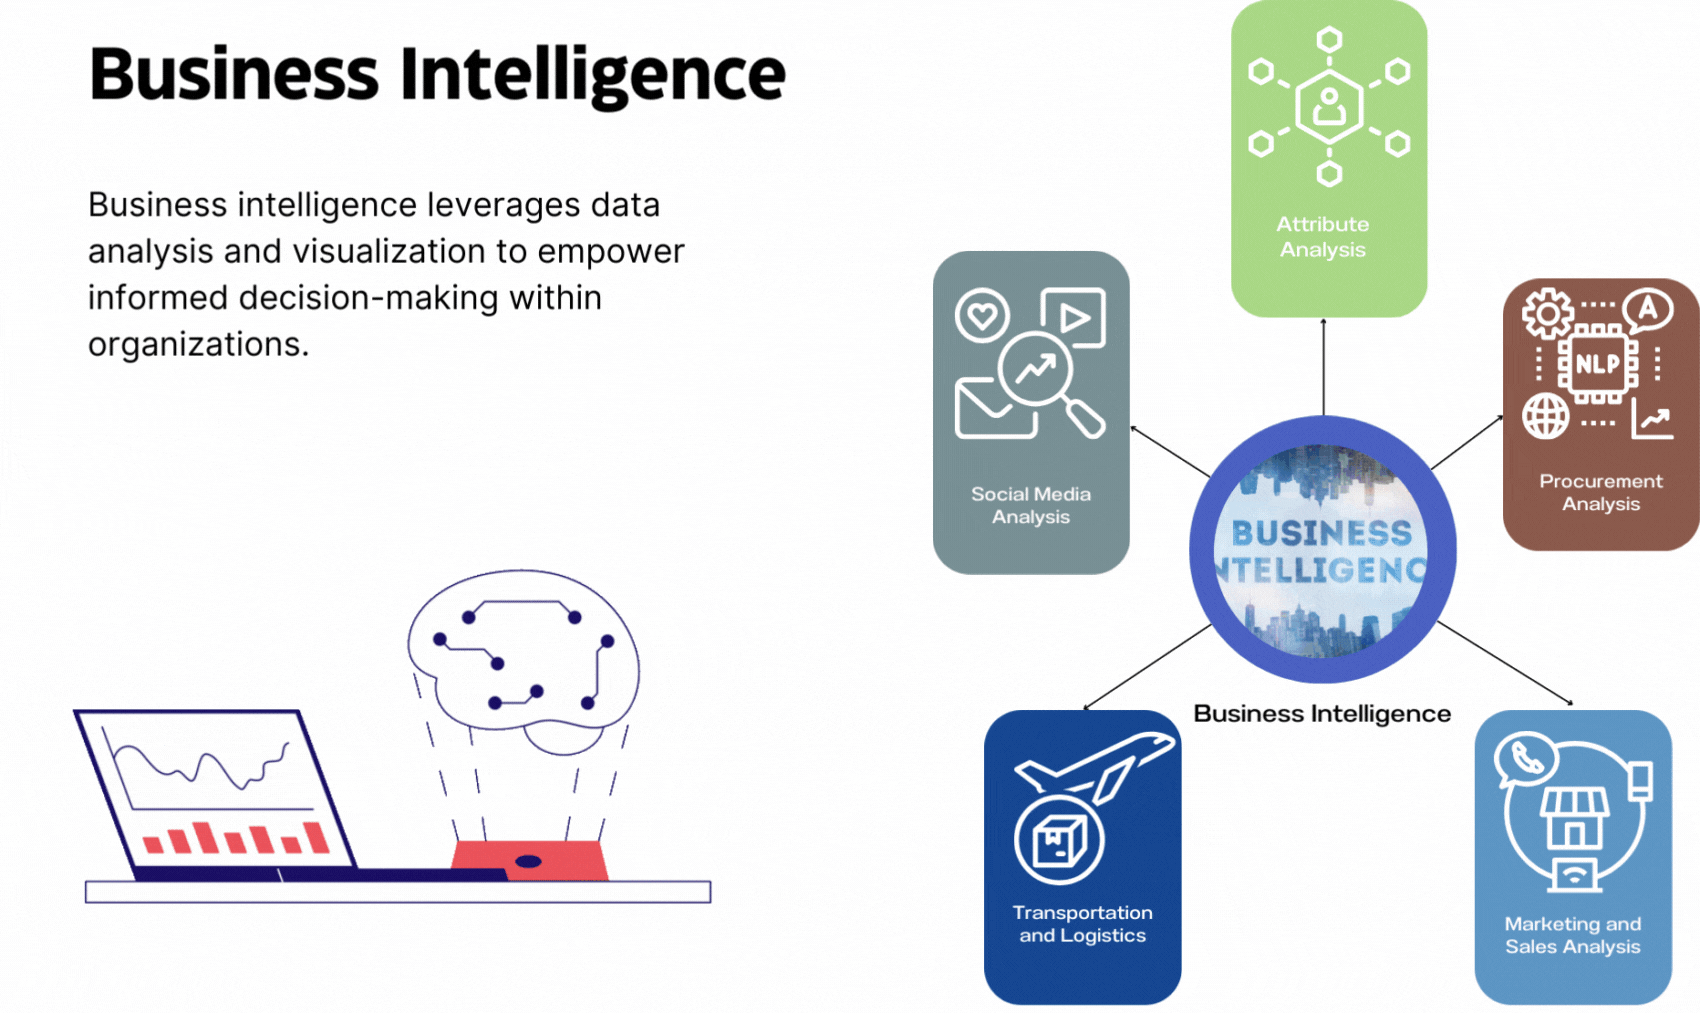 Business Intelligence
Business intelligence leverages data
analysis and visualization to empower
informed decision-making within
organizations.
Attribute
Analysis
Social Media
Analysis
A
NLP
Procurement
Analysis
BUSINESS
NTELLIGENC
Business Intelligence
Transportation
and Logistics
Marketing and
Sales Analysis